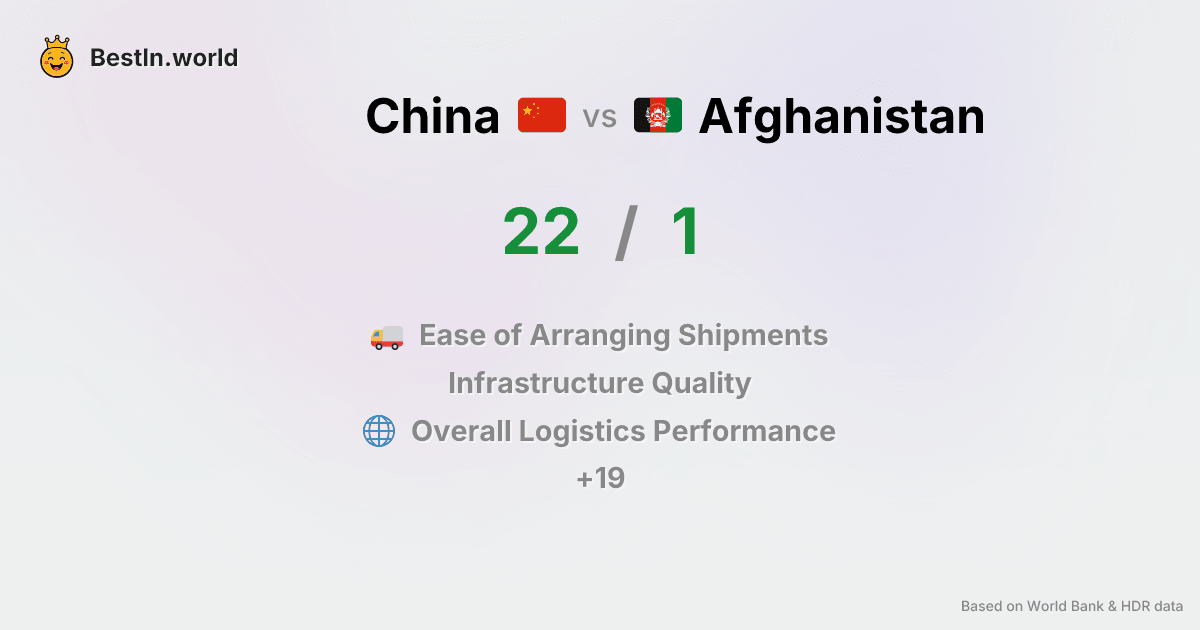 BestIn.world
China vs Afghanistan
22 / 1
Ease of Arranging Shipments
Infrastructure Quality
Overall Logistics Performance
+19
Based on World Bank & HDR data